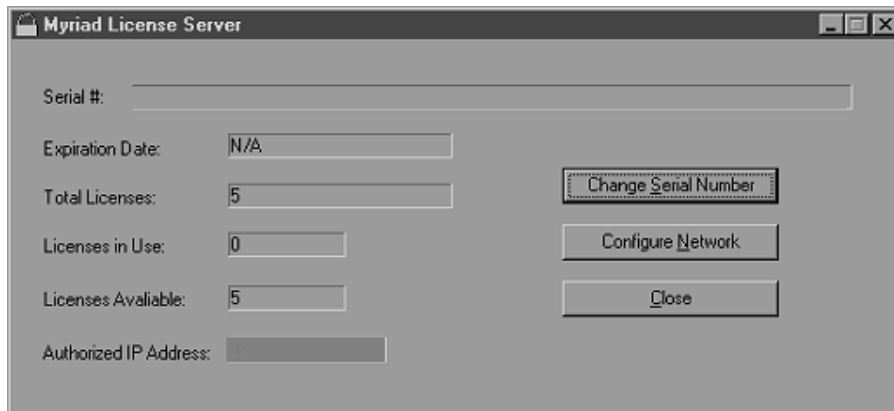 Myriad License Server
Serial #:
Expiration Date: N/A
Total Licenses: 5
Change Serial Number
Licenses in Use: 0
Configure Network
Licenses Avaliable: 5
Close
Authorized IP Address: